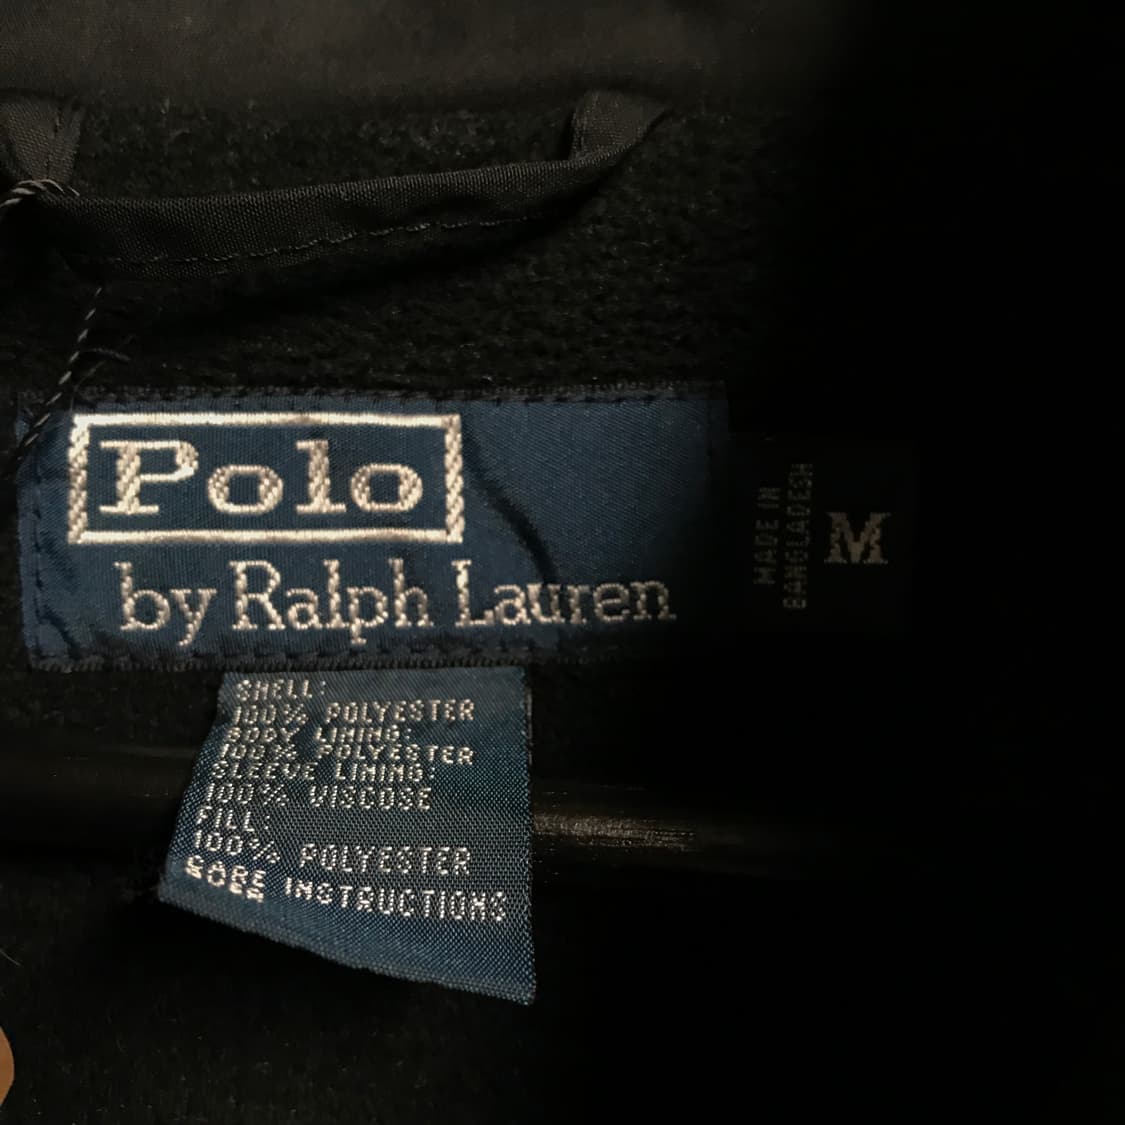 Polo
by Ralph Lauren
MADE IN
BANGLADESH
M
SHELL:
100% POLYESTER
BODY LINING:
100% POLYESTER
SLEEVE LINING:
100% VISCOSE
FILL:
100% POLYESTER
INSTRUCTIONS